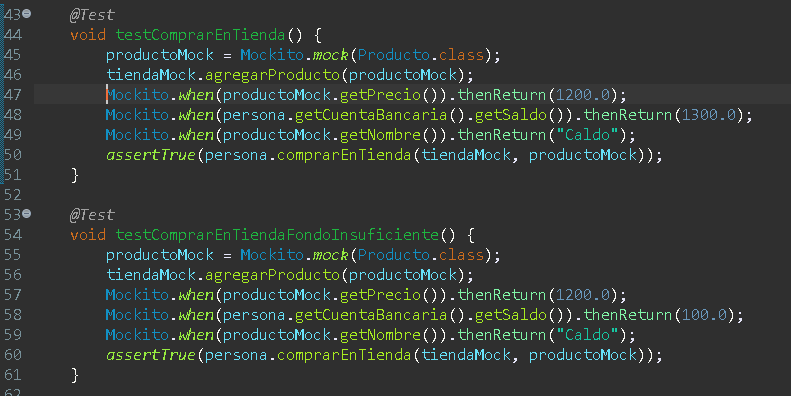 43 @Test
44 void testComprarEnTienda() {
45 productoMock = Mockito.mock(Producto.class);
46 tiendaMock.agregarProducto(productoMock);
47 Mockito.when(productoMock.getPrecio()).thenReturn(1200.0);
48 Mockito.when(persona.getCuentaBancaria().getSaldo()).thenReturn(1300.0);
49 Mockito.when(productoMock.getNombre()).thenReturn("Caldo");
50 assertTrue(persona.comprarEnTienda(tiendaMock, productoMock));
51 }
52
53 @Test
54 void testComprarEnTiendaFondoInsuficiente() {
55 productoMock = Mockito.mock(Producto.class);
56 tiendaMock.agregarProducto(productoMock);
57 Mockito.when(productoMock.getPrecio()).thenReturn(1200.0);
58 Mockito.when(persona.getCuentaBancaria().getSaldo()).thenReturn(100.0);
59 Mockito.when(productoMock.getNombre()).thenReturn("Caldo");
60 assertTrue(persona.comprarEnTienda(tiendaMock, productoMock));
61 }
62